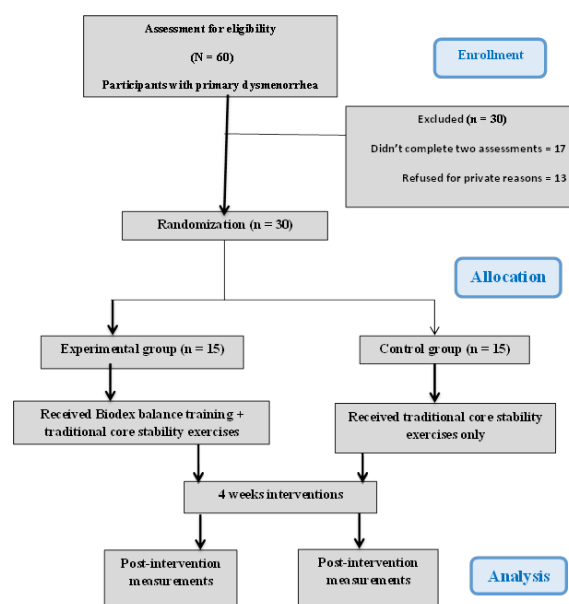 Assessment for eligibility
(N = 60)
Participants with primary dysmenorrhea
Enrollment
Excluded (n = 30)
Didn't complete two assessments = 17
Refused for private reasons = 13
Randomization (n = 30)
Allocation
Experimental group (n = 15)
Control group (n = 15)
Received Biodex balance training +
traditional core stability exercises
Received traditional core stability
exercises only
4 weeks interventions
Post-intervention
measurements
Post-intervention
measurements
Analysis